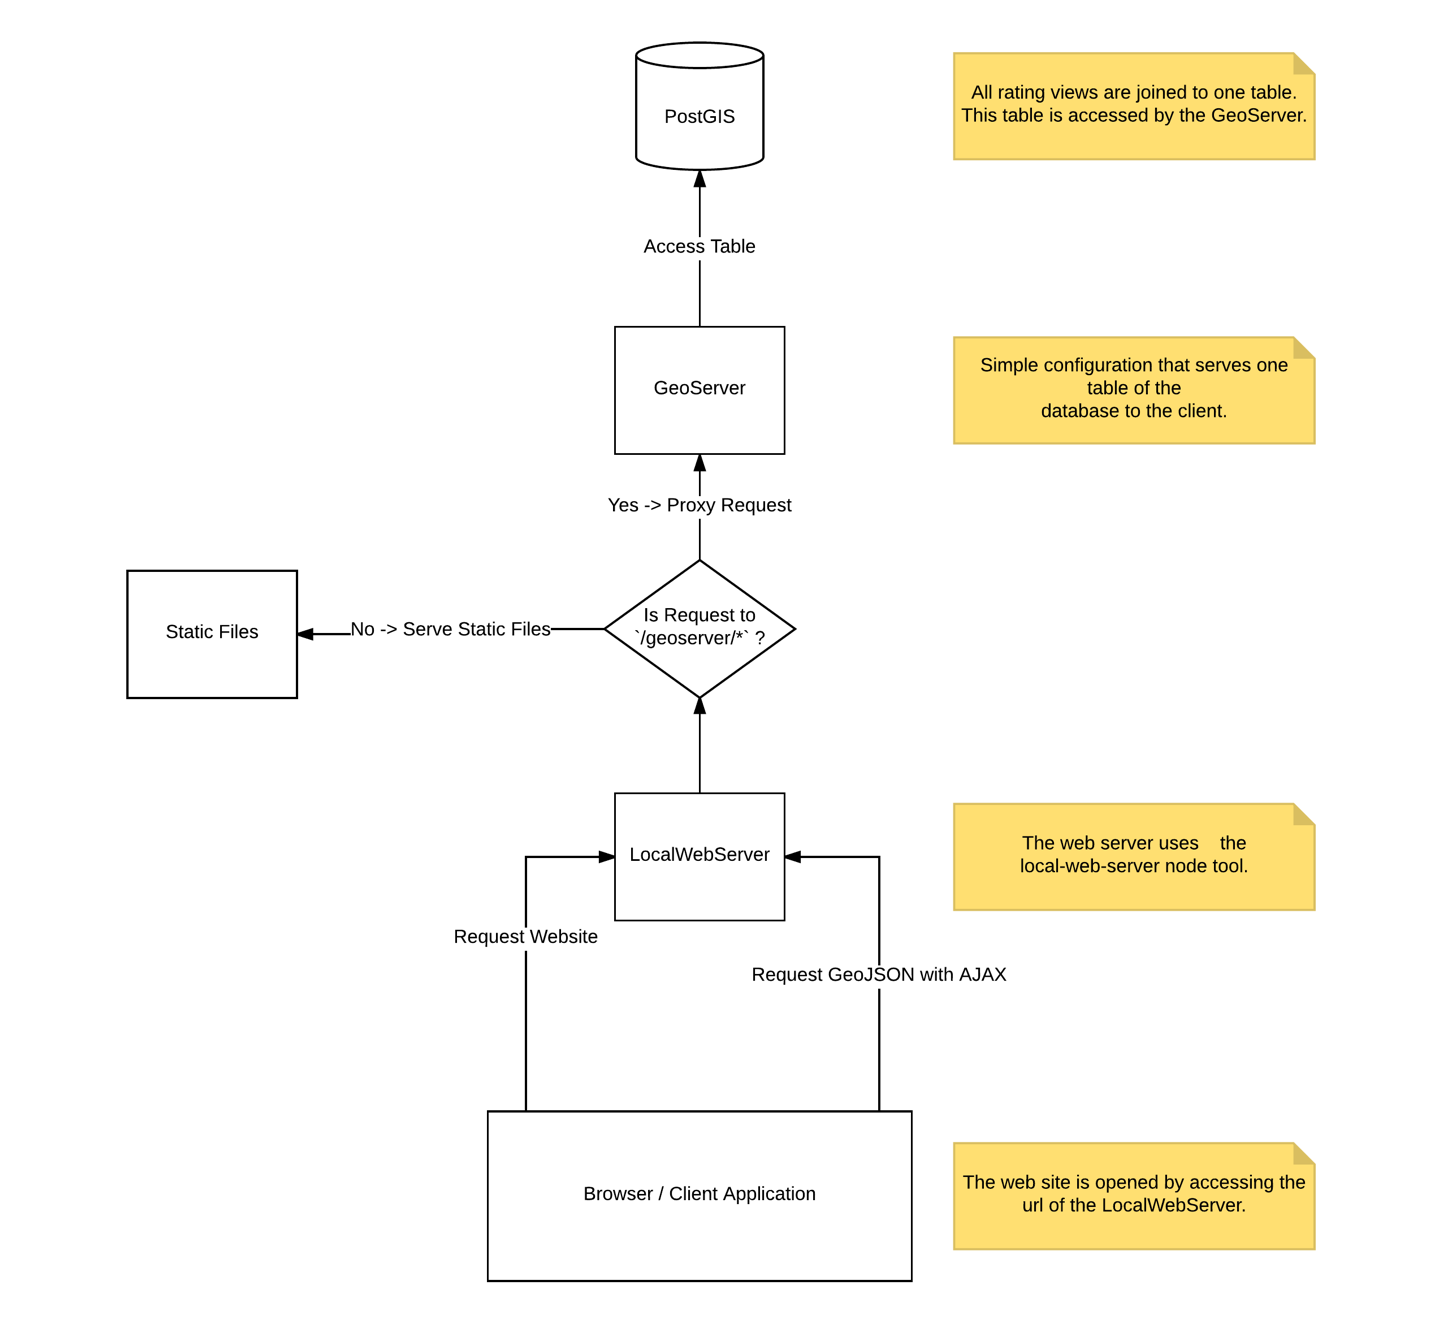 PostGIS
All rating views are joined to one table.
This table is accessed by the GeoServer.
Access Table
GeoServer
Simple configuration that serves one
table of the
database to the client.
Yes -> Proxy Request
Static Files
No -> Serve Static Files
Is Request to
`/geoserver/*` ?
LocalWebServer
The web server uses    the
local-web-server node tool.
Request Website
Request GeoJSON with AJAX
Browser / Client Application
The web site is opened by accessing the
url of the LocalWebServer.